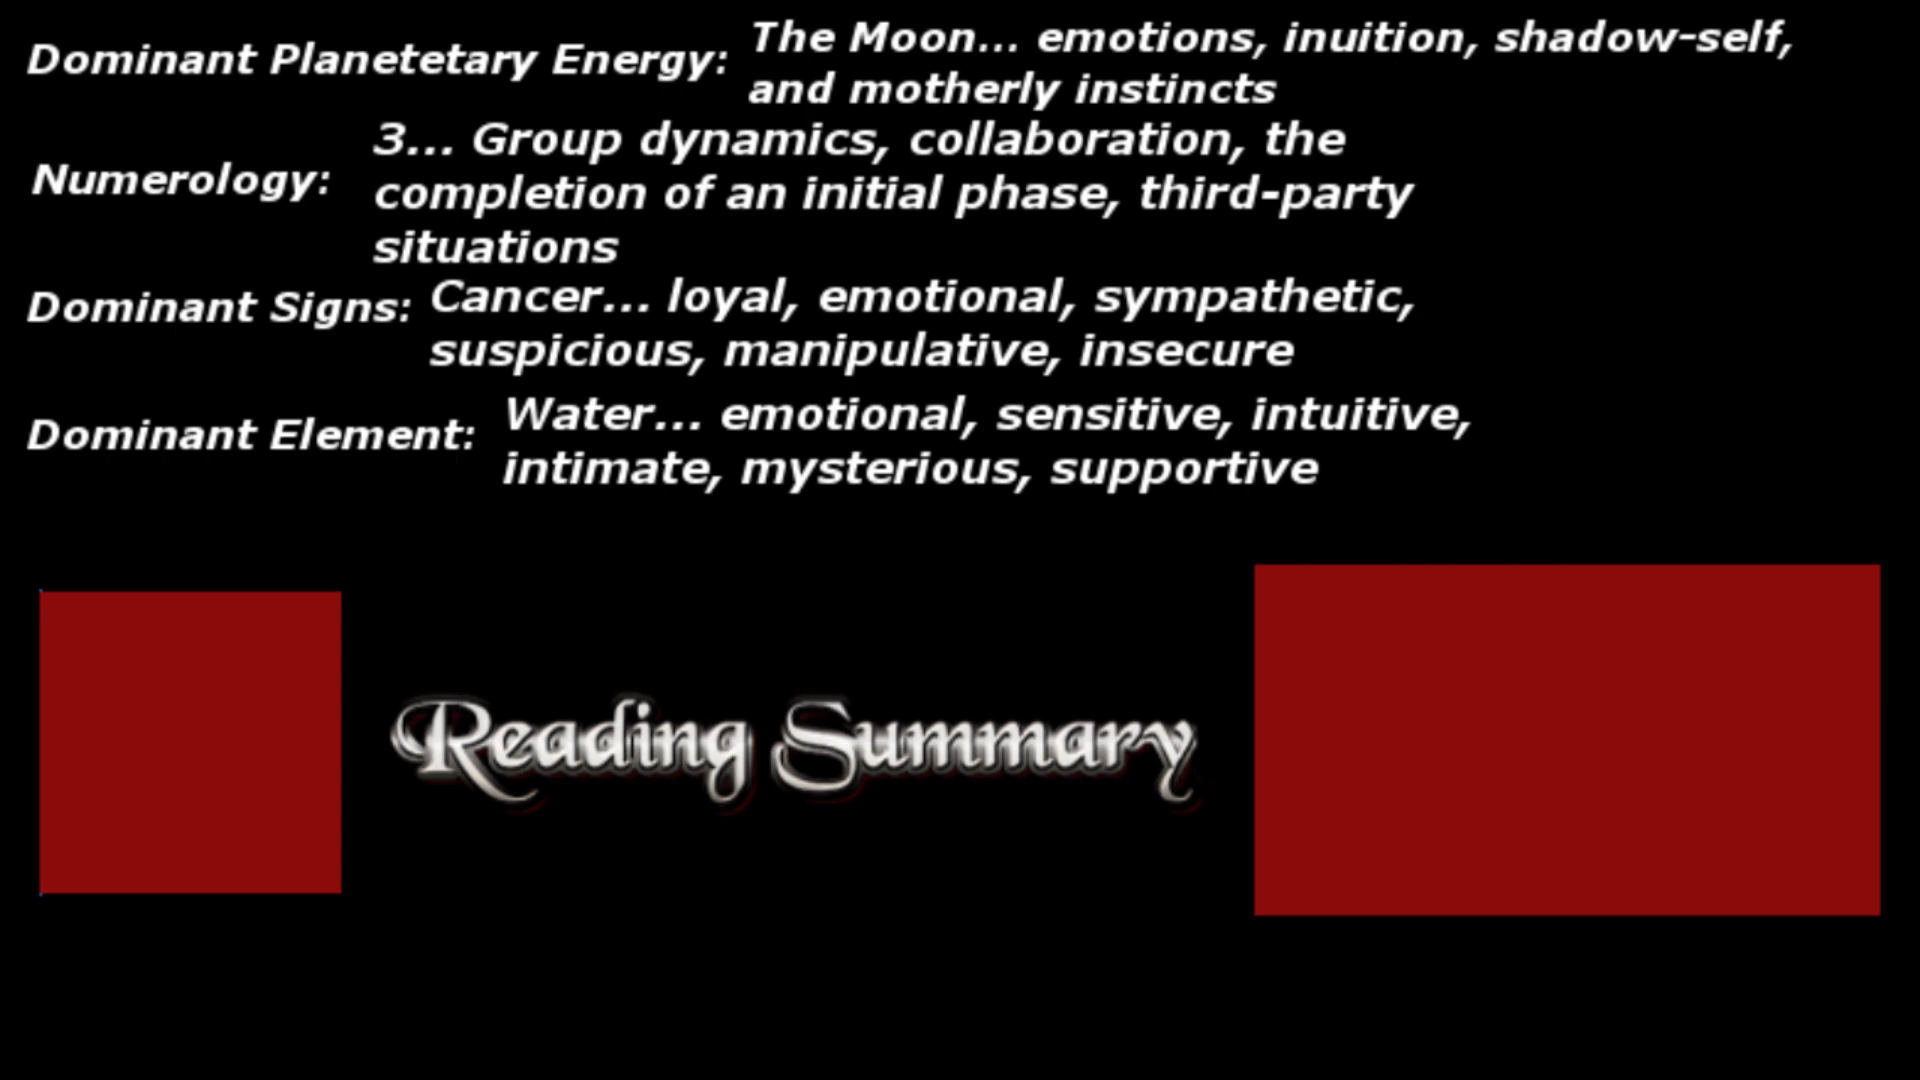 Dominant Planetetary Energy: The Moon... emotions, inuition, shadow-self,
and motherly instincts
Numerology: 3... Group dynamics, collaboration, the
completion of an initial phase, third-party
situations
Dominant Signs: Cancer... loyal, emotional, sympathetic,
suspicious, manipulative, insecure
Dominant Element: Water... emotional, sensitive, intuitive,
intimate, mysterious, supportive
Reading Summary